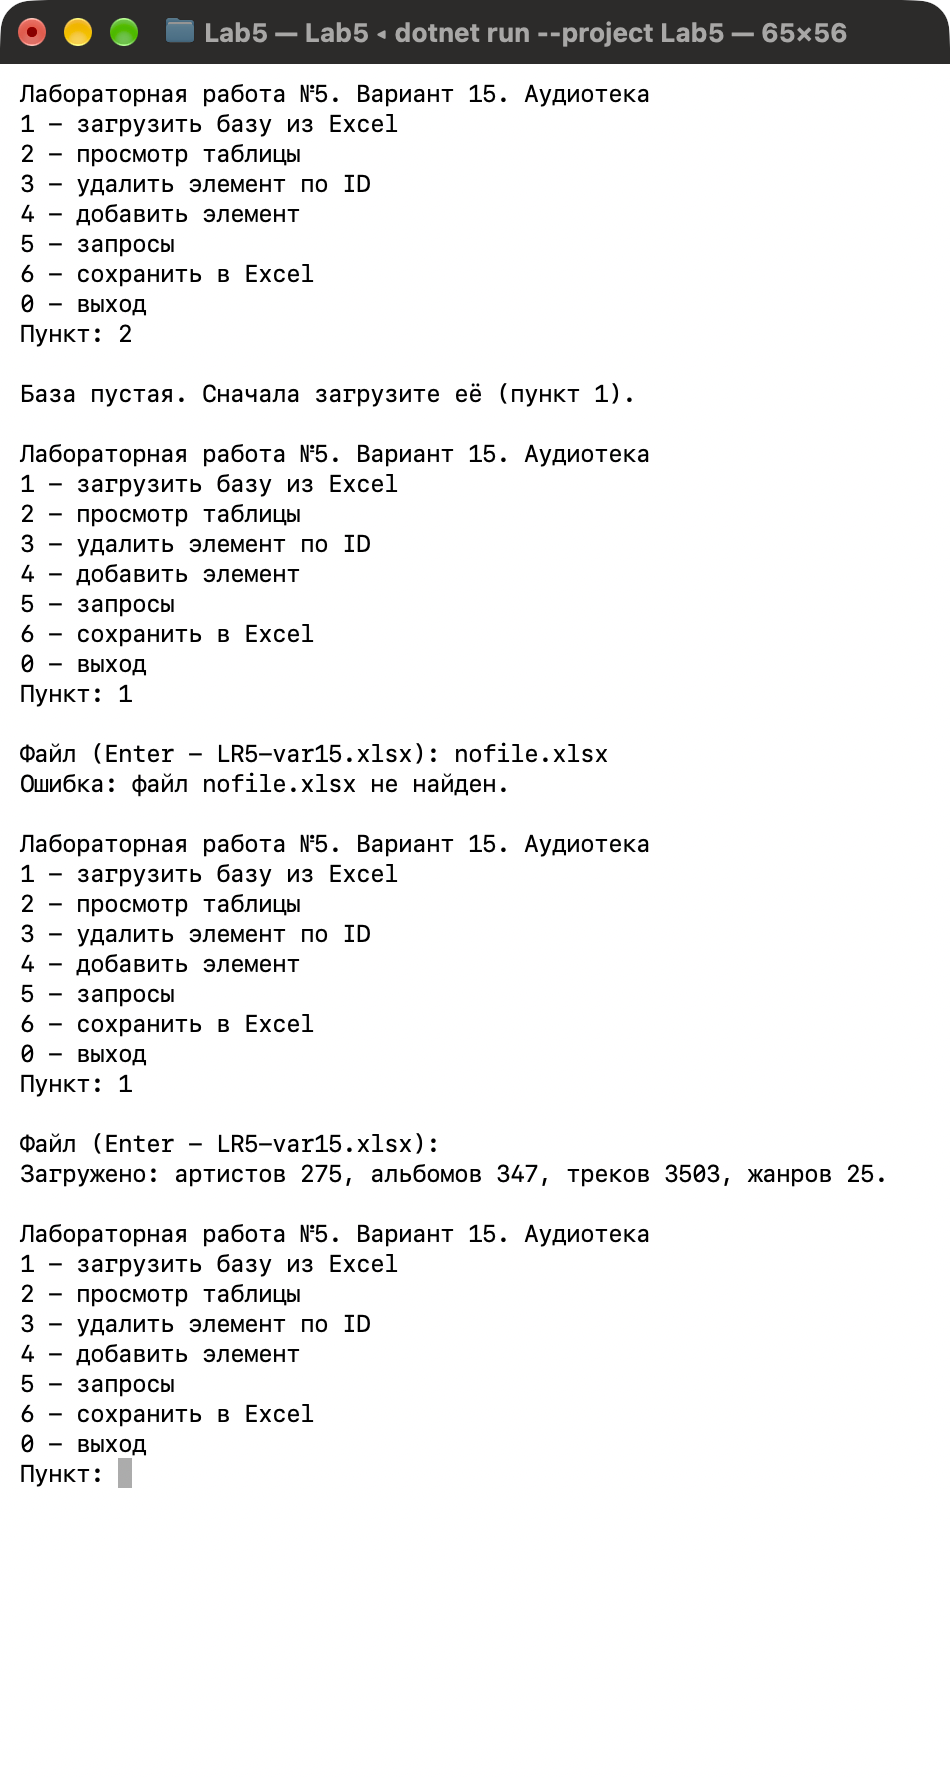 Lab5 — Lab5 ◂ dotnet run --project Lab5 — 65×56
Лабораторная работа №5. Вариант 15. Аудиотека
1 — загрузить базу из Excel
2 — просмотр таблицы
3 — удалить элемент по ID
4 — добавить элемент
5 — запросы
6 — сохранить в Excel
0 — выход
Пункт: 2
База пустая. Сначала загрузите её (пункт 1).
Лабораторная работа №5. Вариант 15. Аудиотека
1 — загрузить базу из Excel
2 — просмотр таблицы
3 — удалить элемент по ID
4 — добавить элемент
5 — запросы
6 — сохранить в Excel
0 — выход
Пункт: 1
Файл (Enter — LR5-var15.xlsx): nofile.xlsx
Ошибка: файл nofile.xlsx не найден.
Лабораторная работа №5. Вариант 15. Аудиотека
1 — загрузить базу из Excel
2 — просмотр таблицы
3 — удалить элемент по ID
4 — добавить элемент
5 — запросы
6 — сохранить в Excel
0 — выход
Пункт: 1
Файл (Enter — LR5-var15.xlsx):
Загружено: артистов 275, альбомов 347, треков 3503, жанров 25.
Лабораторная работа №5. Вариант 15. Аудиотека
1 — загрузить базу из Excel
2 — просмотр таблицы
3 — удалить элемент по ID
4 — добавить элемент
5 — запросы
6 — сохранить в Excel
0 — выход
Пункт: